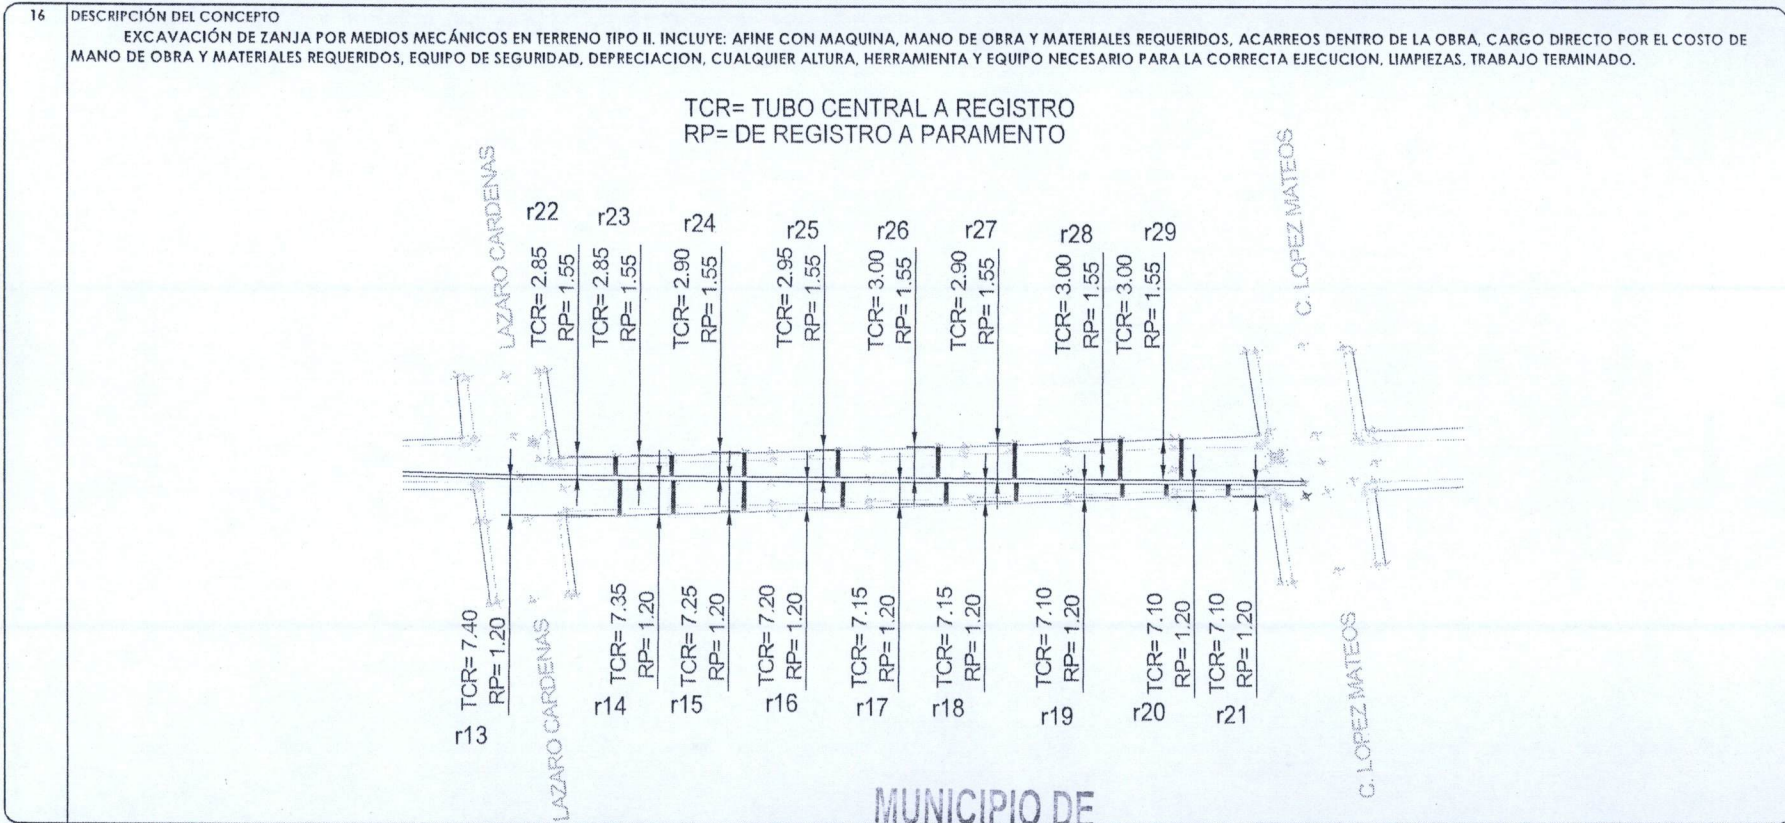 16
DESCRIPCIÓN DEL CONCEPTO
EXCAVACIÓN DE ZANJA POR MEDIOS MECÁNICOS EN TERRENO TIPO II. INCLUYE: AFINE CON MAQUINA, MANO DE OBRA Y MATERIALES REQUERIDOS, ACARREOS DENTRO DE LA OBRA, CARGO DIRECTO POR EL COSTO DE
MANO DE OBRA Y MATERIALES REQUERIDOS, EQUIPO DE SEGURIDAD, DEPRECIACION, CUALQUIER ALTURA, HERRAMIENTA Y EQUIPO NECESARIO PARA LA CORRECTA EJECUCION, LIMPIEZAS, TRABAJO TERMINADO.
TCR= TUBO CENTRAL A REGISTRO
RP= DE REGISTRO A PARAMENTO
LAZARO CARDENAS
r22
TCR= 2.85
RP= 1.55
r23
TCR= 2.85
RP= 1.55
r24
TCR= 2.90
RP= 1.55
r25
TCR= 2.95
RP= 1.55
r26
TCR= 3.00
RP= 1.55
r27
TCR= 2.90
RP= 1.55
r28
TCR= 3.00
RP= 1.55
r29
TCR= 3.00
RP= 1.55
C. LOPEZ MATEOS
TCR= 7.40
RP= 1.20
r13
LAZARO CARDENAS
TCR= 7.35
RP= 1.20
r14
TCR= 7.25
RP= 1.20
r15
TCR= 7.20
RP= 1.20
r16
TCR= 7.15
RP= 1.20
r17
TCR= 7.15
RP= 1.20
r18
TCR= 7.10
RP= 1.20
r19
TCR= 7.10
RP= 1.20
r20
TCR= 7.10
RP= 1.20
r21
C. LOPEZ MATEOS
MUNICIPIO DE